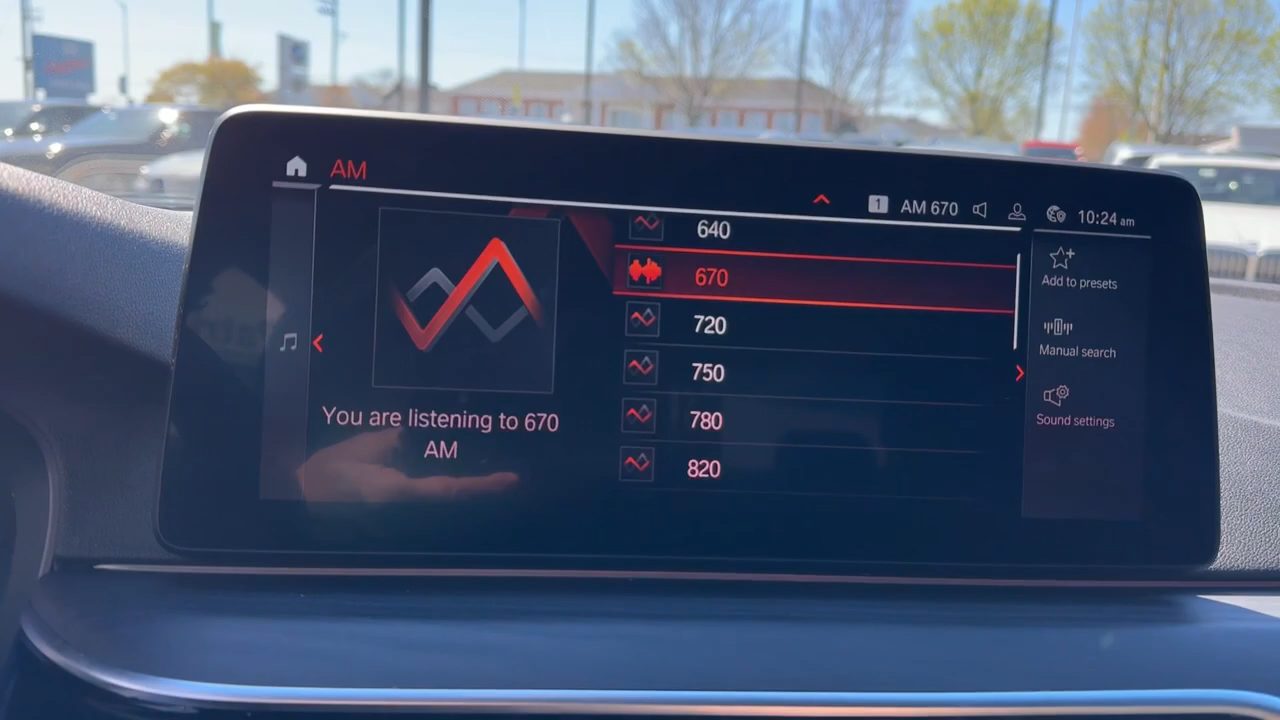 AM
1 AM 670 10:24 am
You are listening to 670
AM
640
670
720
750
780
820
Add to presets
Manual search
Sound settings